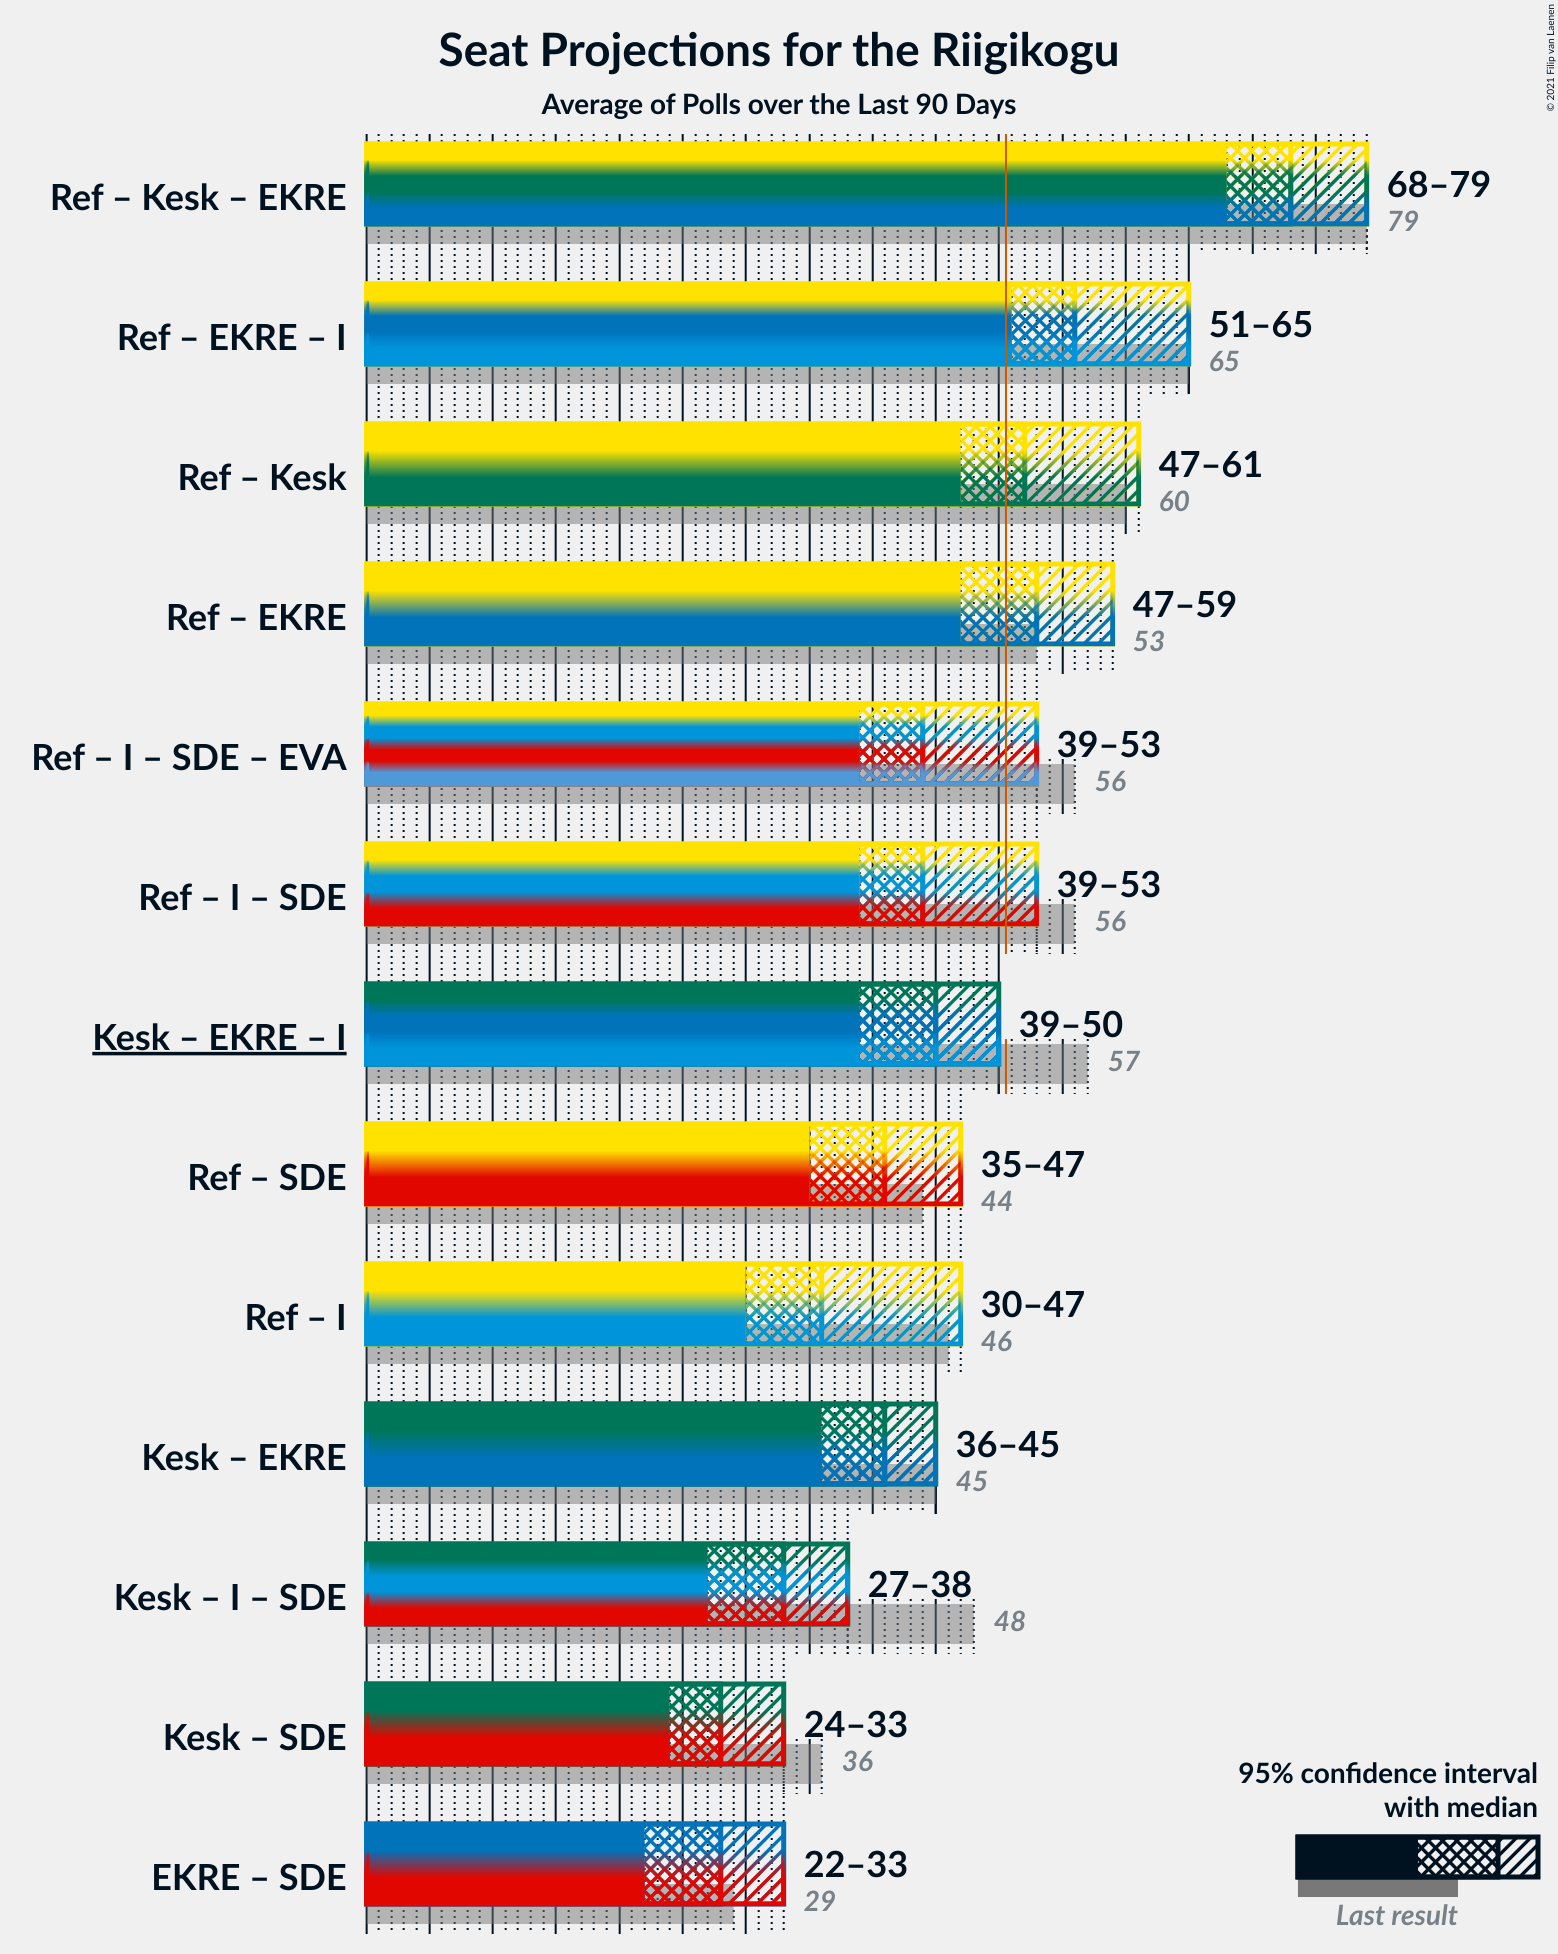 Seat Projections for the Riigikogu
Average of Polls over the Last 90 Days
© 2021 Filip van Laenen
Ref – Kesk – EKRE
68–79
79
Ref – EKRE – I
51–65
65
Ref – Kesk
47–61
60
Ref – EKRE
47–59
53
Ref – I – SDE – EVA
39–53
56
Ref – I – SDE
39–53
56
Kesk – EKRE – I
39–50
57
Ref – SDE
35–47
44
Ref – I
30–47
46
Kesk – EKRE
36–45
45
Kesk – I – SDE
27–38
48
Kesk – SDE
24–33
36
EKRE – SDE
22–33
29
95% confidence interval
with median
Last result